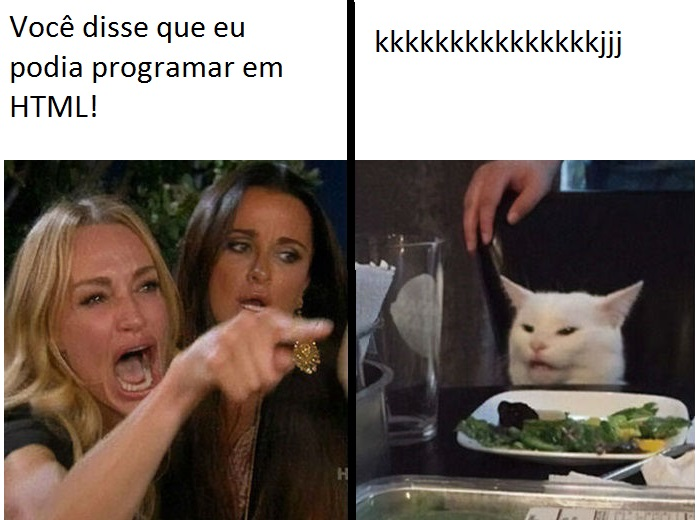 Você disse que eu
podia programar em
HTML!
kkkkkkkkkkkkkkkjjj
H